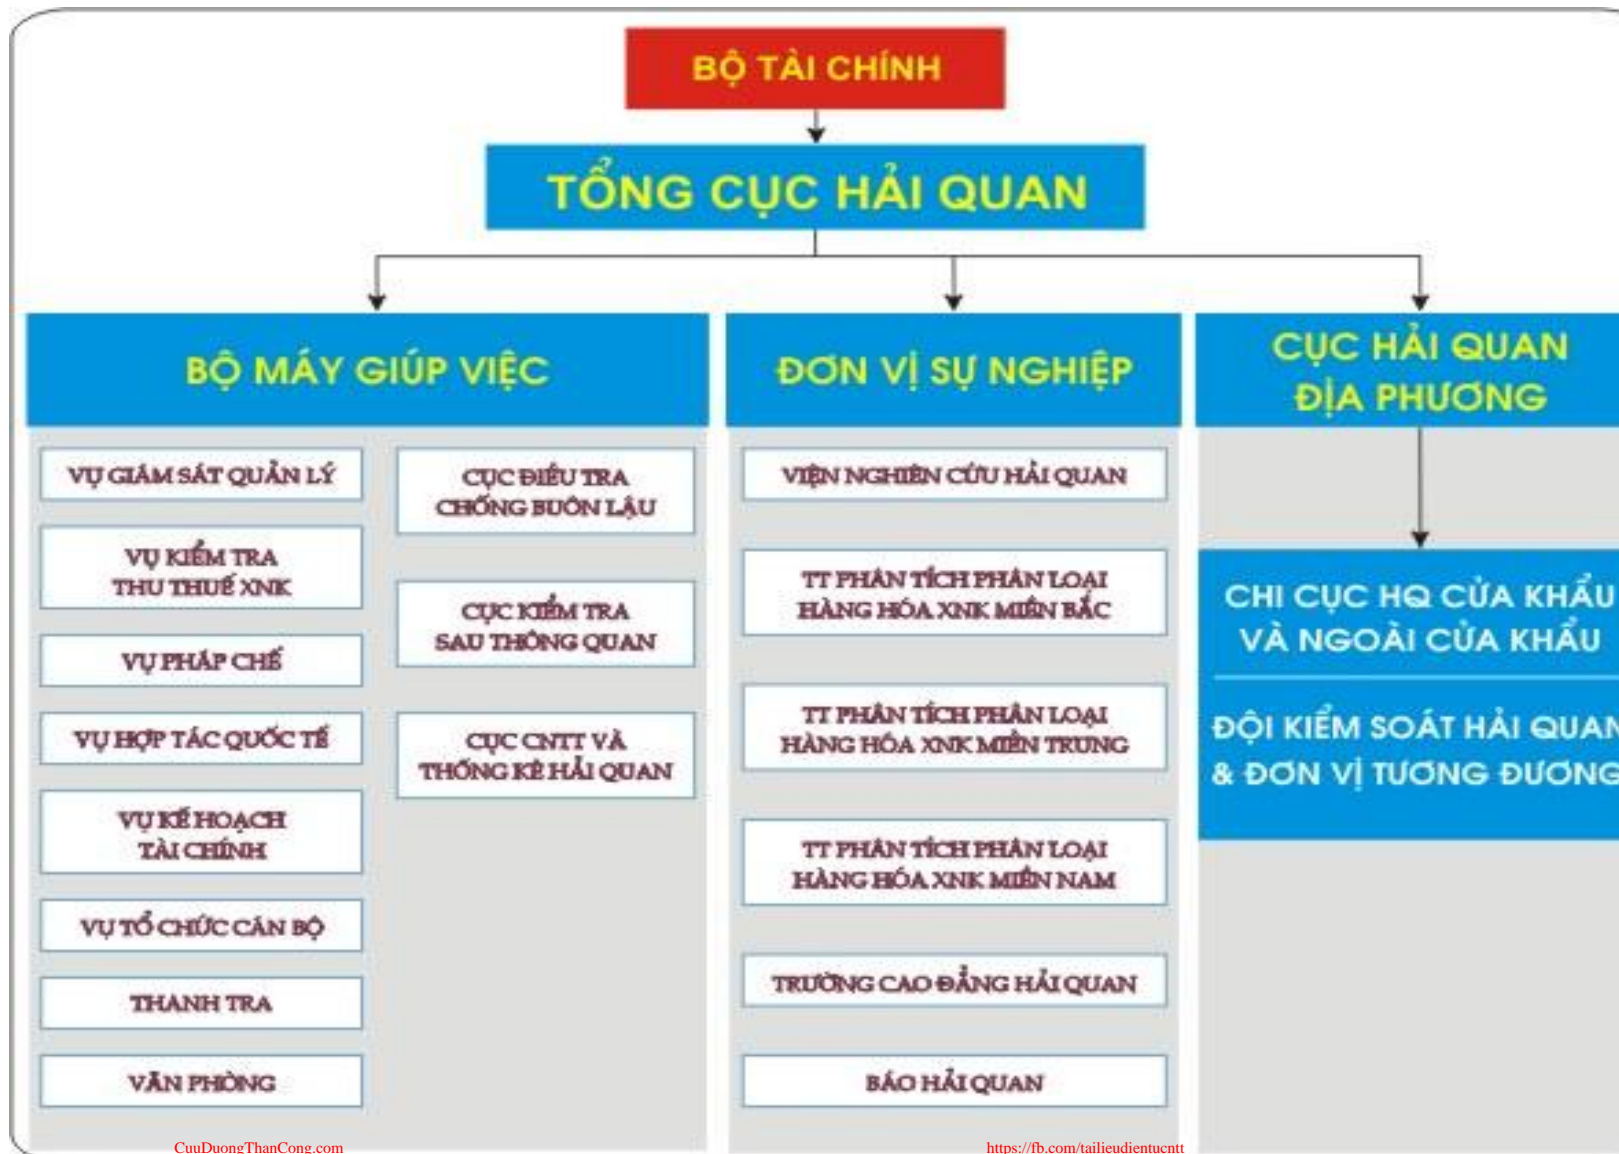 BỘ TÀI CHÍNH
TỔNG CỤC HẢI QUAN
BỘ MÁY GIÚP VIỆC
VỤ GIÁM SÁT QUẢN LÝ
VỤ KIỂM TRA
THU THUẾ XNK
VỤ PHÁP CHẾ
VỤ HỢP TÁC QUỐC TẾ
VỤ KẾ HOẠCH
TÀI CHÍNH
VỤ TỔ CHỨC CÁN BỘ
THANH TRA
VĂN PHÒNG
CỤC ĐIỀU TRA
CHỐNG BUÔN LẬU
CỤC KIỂM TRA
SAU THÔNG QUAN
CỤC CNTT VÀ
THỐNG KÊ HẢI QUAN
ĐƠN VỊ SỰ NGHIỆP
VIỆN NGHIÊN CỨU HẢI QUAN
TT PHÂN TÍCH PHÂN LOẠI
HÀNG HÓA XNK MIỀN BẮC
TT PHÂN TÍCH PHÂN LOẠI
HÀNG HÓA XNK MIỀN TRUNG
TT PHÂN TÍCH PHÂN LOẠI
HÀNG HÓA XNK MIỀN NAM
TRƯỜNG CAO ĐẲNG HẢI QUAN
BÁO HẢI QUAN
CỤC HẢI QUAN
ĐỊA PHƯƠNG
CHI CỤC HQ CỬA KHẨU
VÀ NGOÀI CỬA KHẨU
ĐỘI KIỂM SOÁT HẢI QUAN
& ĐƠN VỊ TƯƠNG ĐƯƠNG
CuuDuongThanCong.com
https://fb.com/tailieudientucntt